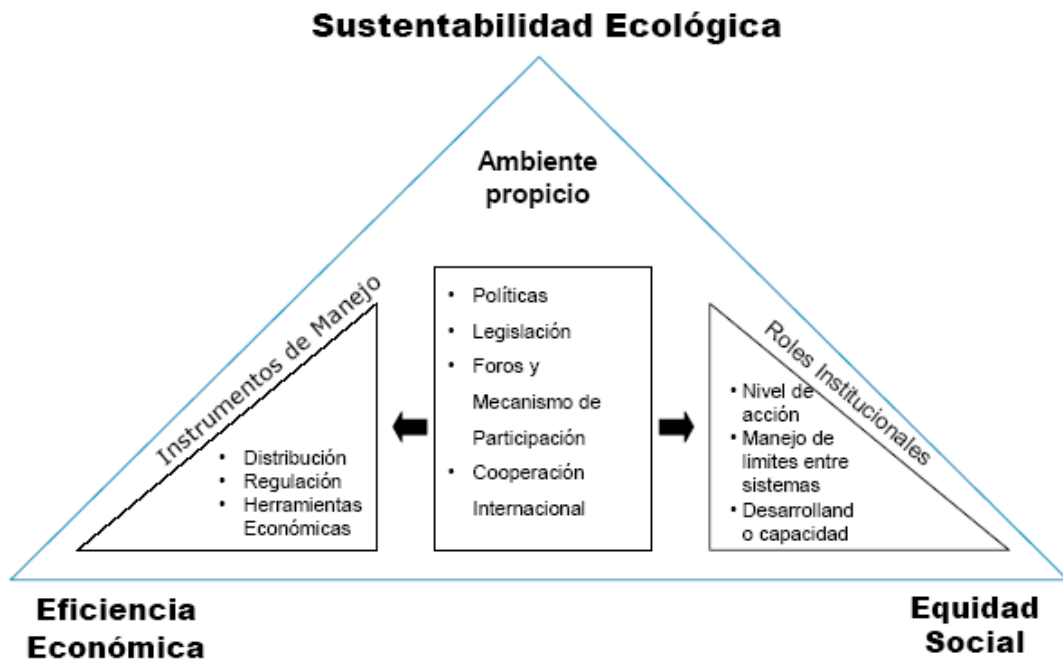 Sustentabilidad Ecológica
Ambiente
propicio
Instrumentos de Manejo
• Distribución
• Regulación
• Herramientas
Económicas
• Políticas
• Legislación
• Foros y
Mecanismo de
Participación
• Cooperación
Internacional
Roles Institucionales
• Nivel de
acción
• Manejo de
limites entre
sistemas
• Desarrolland
o capacidad
Eficiencia
Económica
Equidad
Social